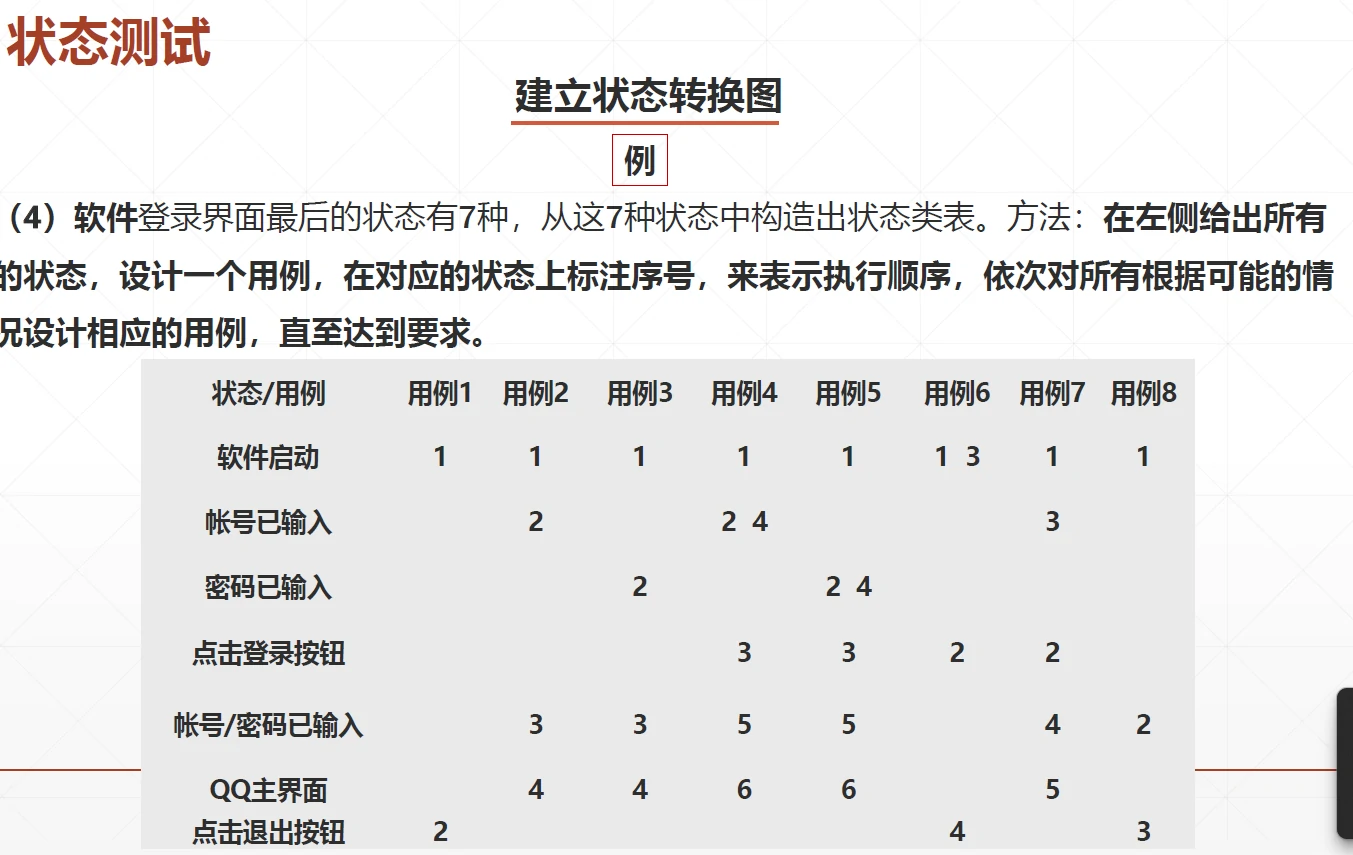 状态测试
建立状态转换图
例
（4）软件登录界面最后的状态有7种，从这7种状态中构造出状态类表。方法：在左侧给出所有
的状态，设计一个用例，在对应的状态上标注序号，来表示执行顺序，依次对所有根据可能的情
况设计相应的用例，直至达到要求。
状态/用例 用例1 用例2 用例3 用例4 用例5 用例6 用例7 用例8
软件启动 1 1 1 1 1 1 3 1 1
帐号已输入 2 2 4 3
密码已输入 2 2 4
点击登录按钮 3 3 2 2
帐号/密码已输入 3 3 5 5 4 2
QQ主界面 4 4 6 6 5
点击退出按钮 2 4 3